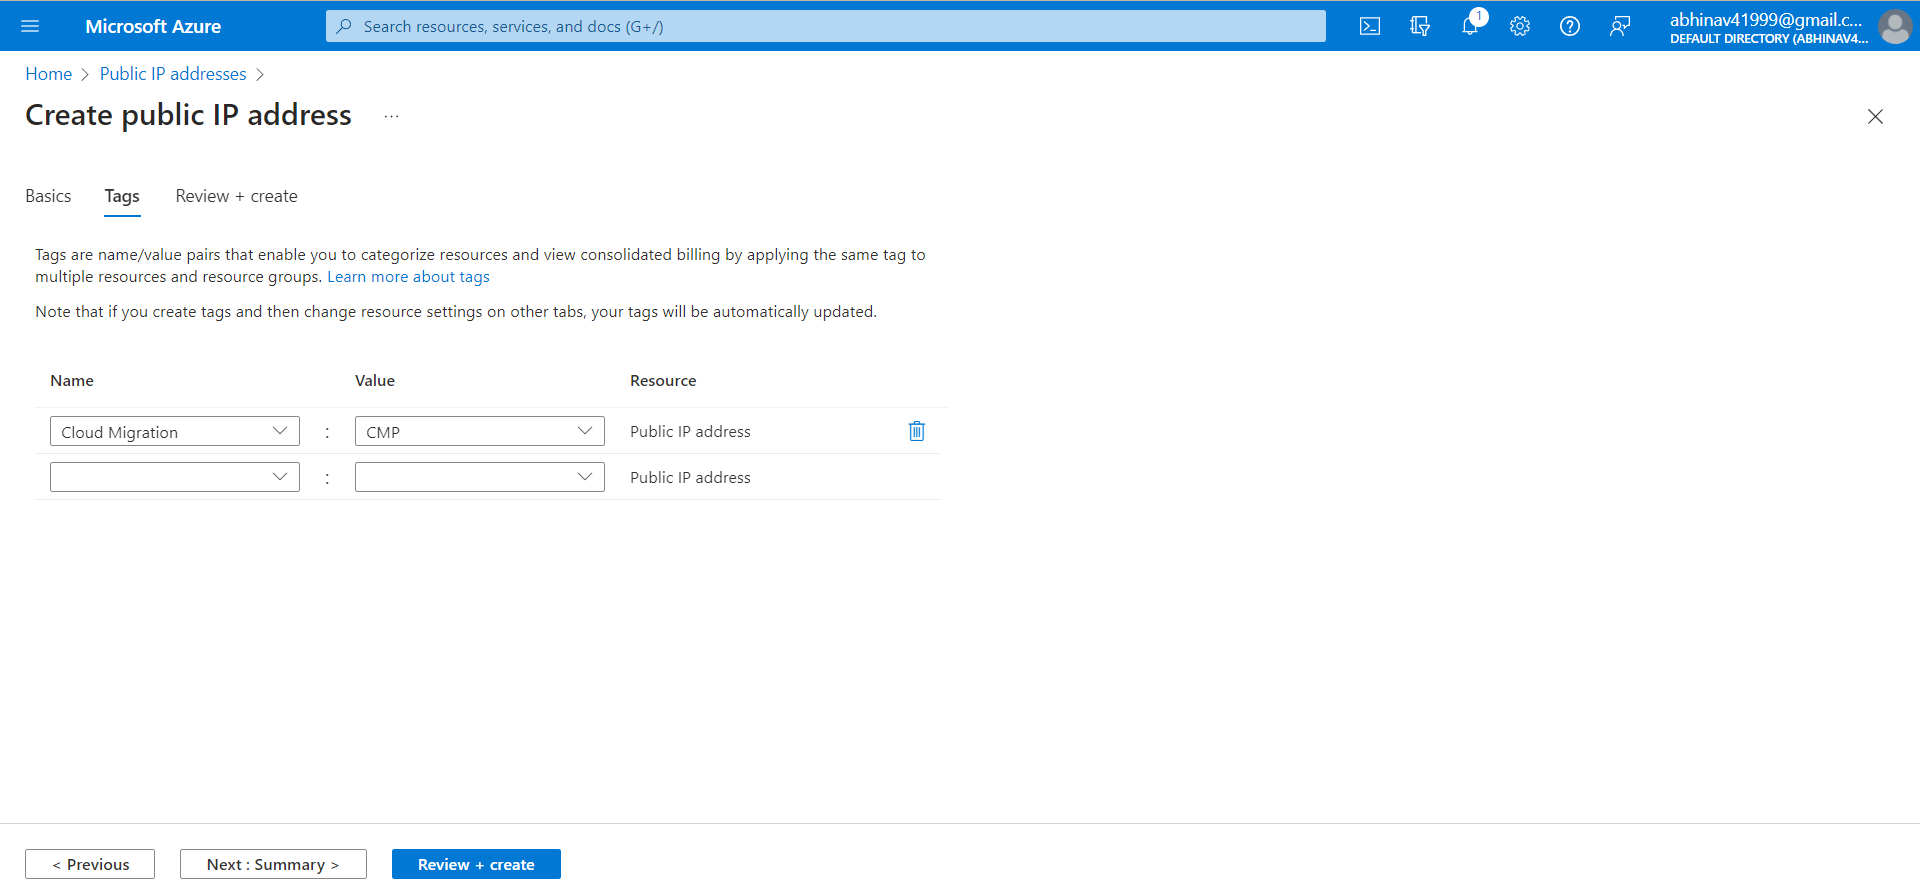 Microsoft Azure
Search resources, services, and docs (G+/)
1
abhinav41999@gmail.c...
DEFAULT DIRECTORY (ABHINAV4...
Home > Public IP addresses >
Create public IP address ...
Basics Tags Review + create
Tags are name/value pairs that enable you to categorize resources and view consolidated billing by applying the same tag to
multiple resources and resource groups. Learn more about tags
Note that if you create tags and then change resource settings on other tabs, your tags will be automatically updated.
Name Value Resource
Cloud Migration : CMP Public IP address
: Public IP address
< Previous Next : Summary > Review + create